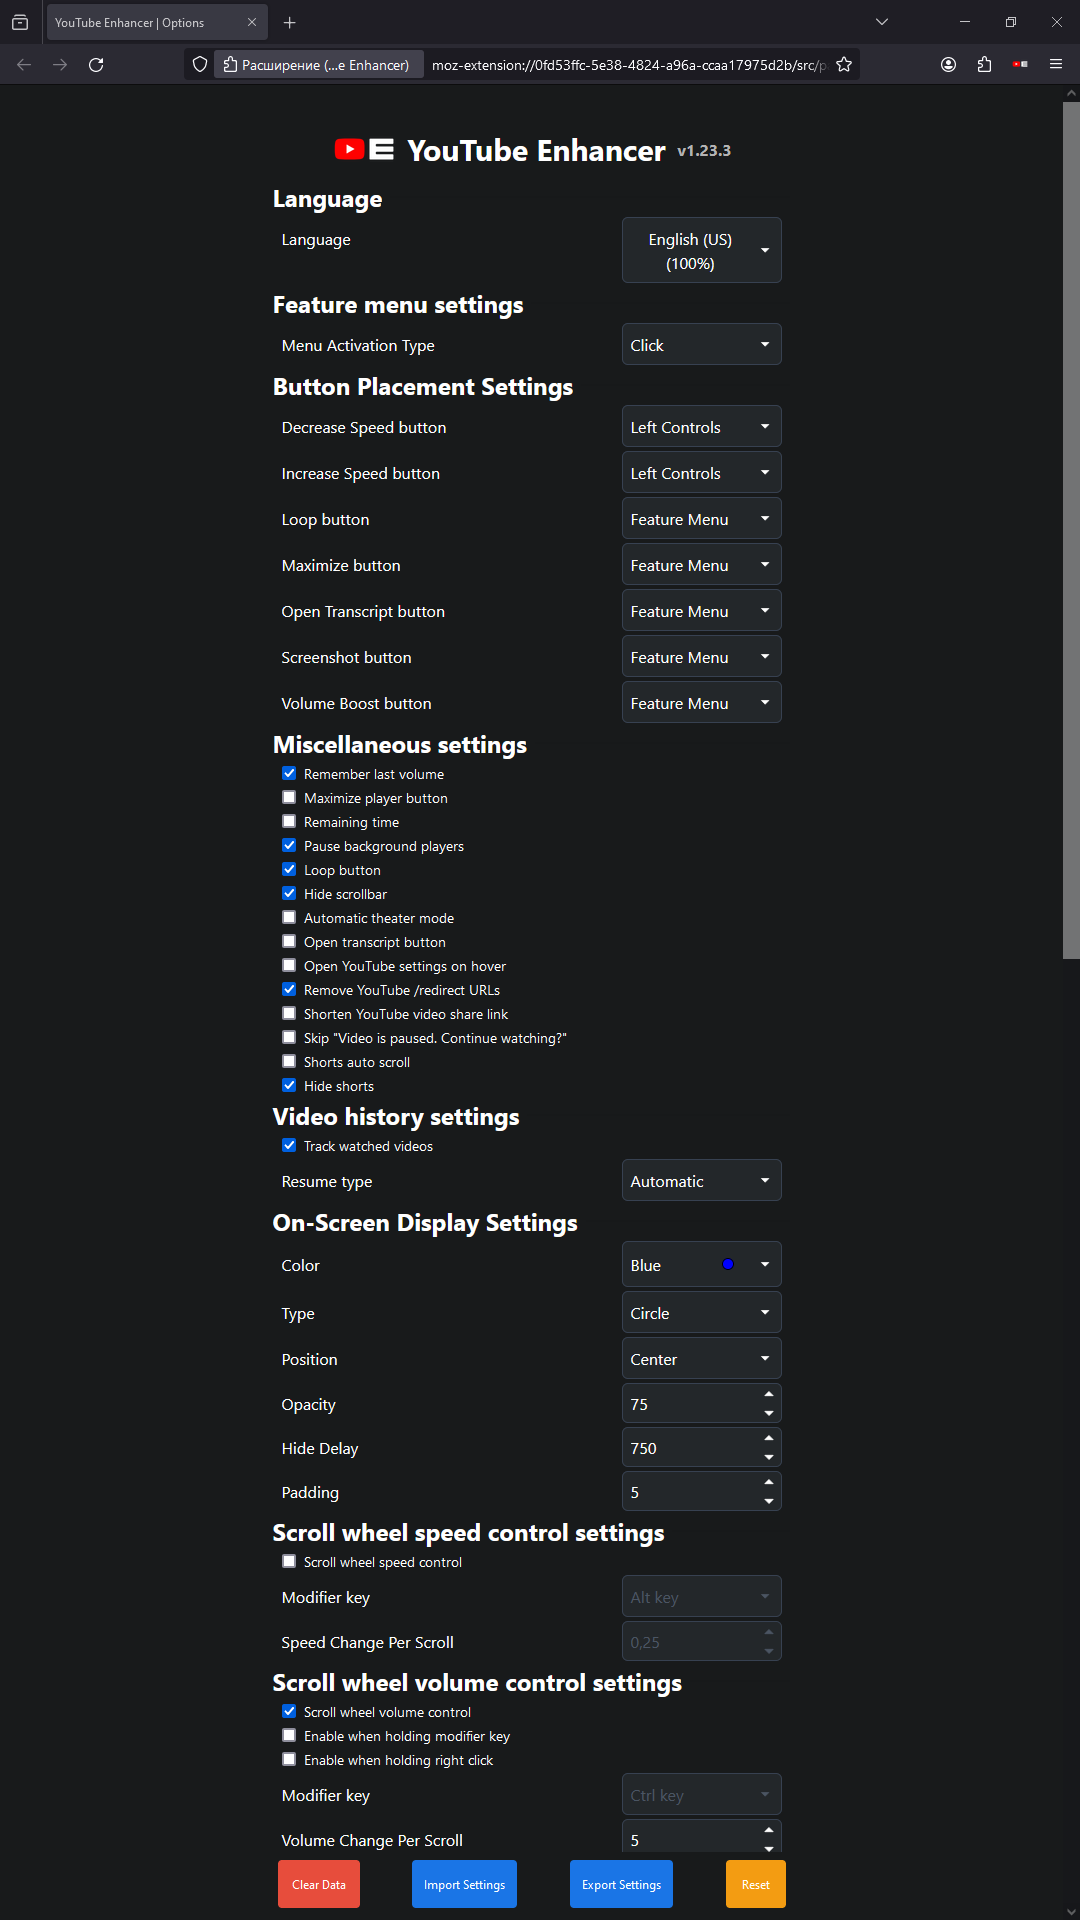 YouTube Enhancer | Options
Расширение (...e Enhancer)
moz-extension://0fd53ffc-5e38-4824-a96a-ccaa17975d2b/src/p
YouTube Enhancer v1.23.3
Language
Language
English (US)
(100%)
Feature menu settings
Menu Activation Type
Click
Button Placement Settings
Decrease Speed button
Left Controls
Increase Speed button
Left Controls
Loop button
Feature Menu
Maximize button
Feature Menu
Open Transcript button
Feature Menu
Screenshot button
Feature Menu
Volume Boost button
Feature Menu
Miscellaneous settings
Remember last volume
Maximize player button
Remaining time
Pause background players
Loop button
Hide scrollbar
Automatic theater mode
Open transcript button
Open YouTube settings on hover
Remove YouTube /redirect URLs
Shorten YouTube video share link
Skip "Video is paused. Continue watching?"
Shorts auto scroll
Hide shorts
Video history settings
Track watched videos
Resume type
Automatic
On-Screen Display Settings
Color
Blue
Type
Circle
Position
Center
Opacity
75
Hide Delay
750
Padding
5
Scroll wheel speed control settings
Scroll wheel speed control
Modifier key
Alt key
Speed Change Per Scroll
0,25
Scroll wheel volume control settings
Scroll wheel volume control
Enable when holding modifier key
Enable when holding right click
Modifier key
Ctrl key
Volume Change Per Scroll
5
Clear Data
Import Settings
Export Settings
Reset